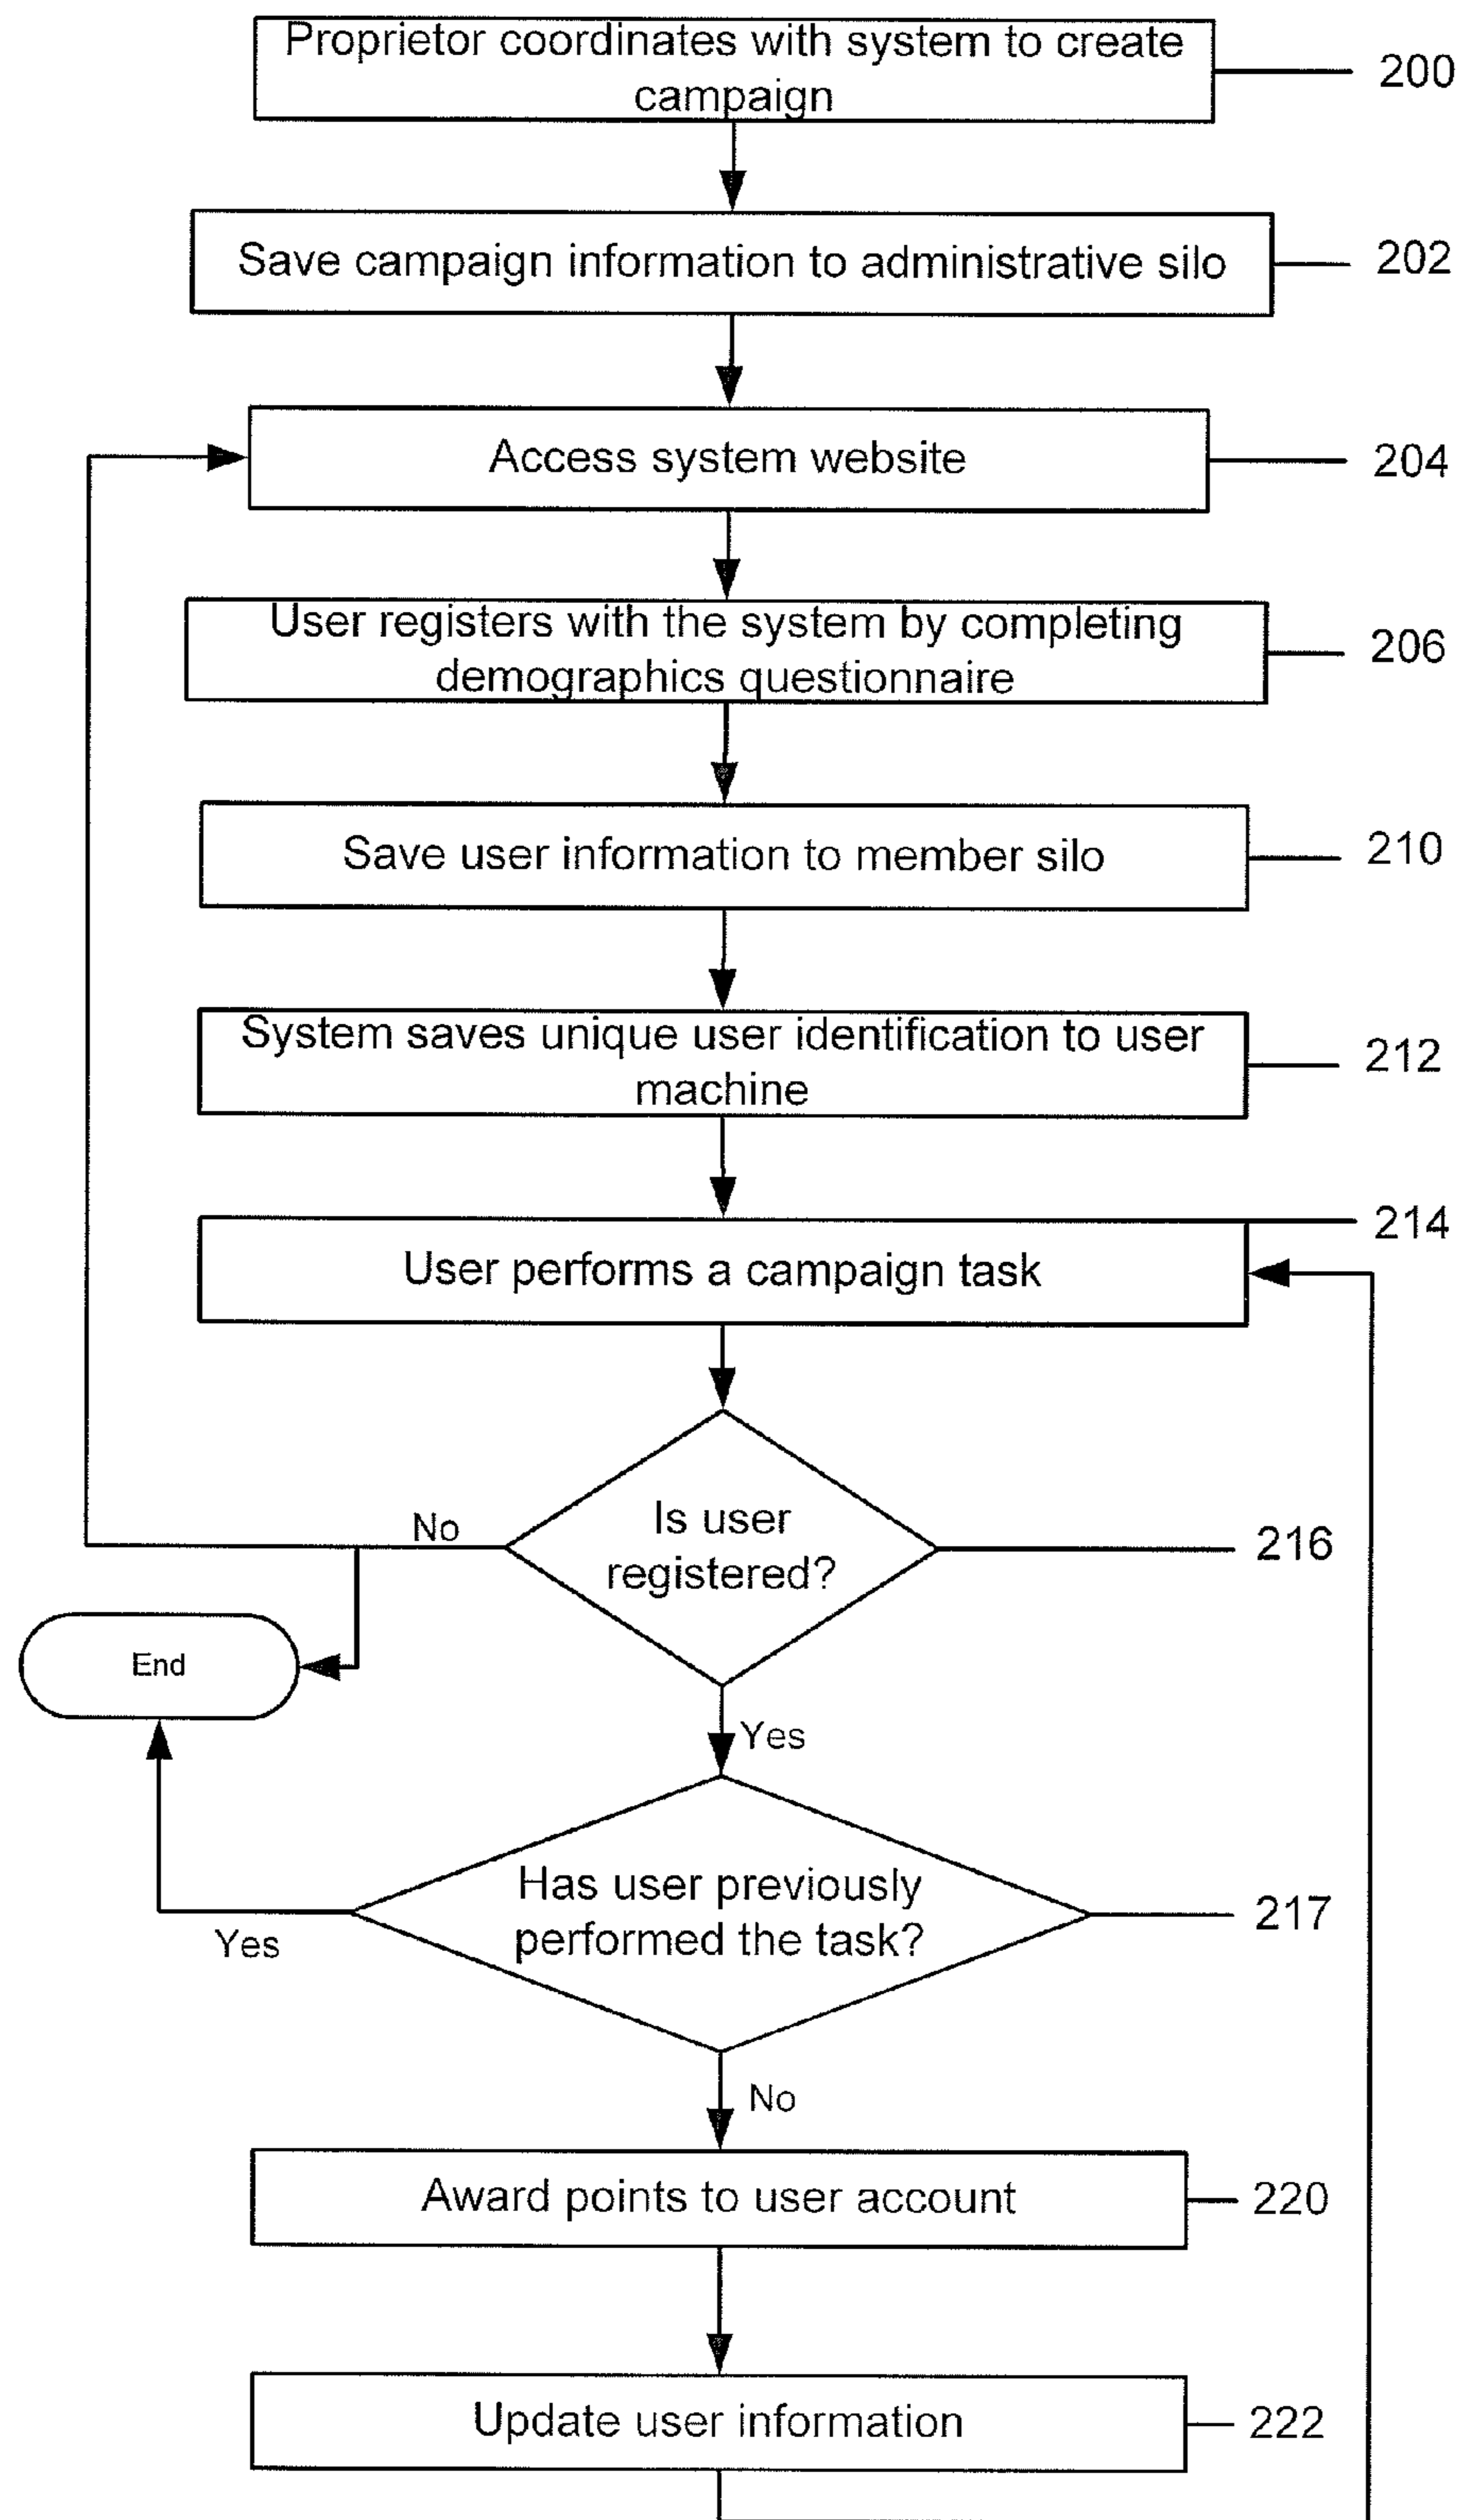 Proprietor coordinates with system to create
campaign
200
Save campaign information to administrative silo
202
Access system website
204
User registers with the system by completing
demographics questionnaire
206
Save user information to member silo
210
System saves unique user identification to user
machine
212
214
User performs a campaign task
No
Is user
registered?
216
End
Yes
Has user previously
performed the task?
217
Yes
No
Award points to user account
220
Update user information
222